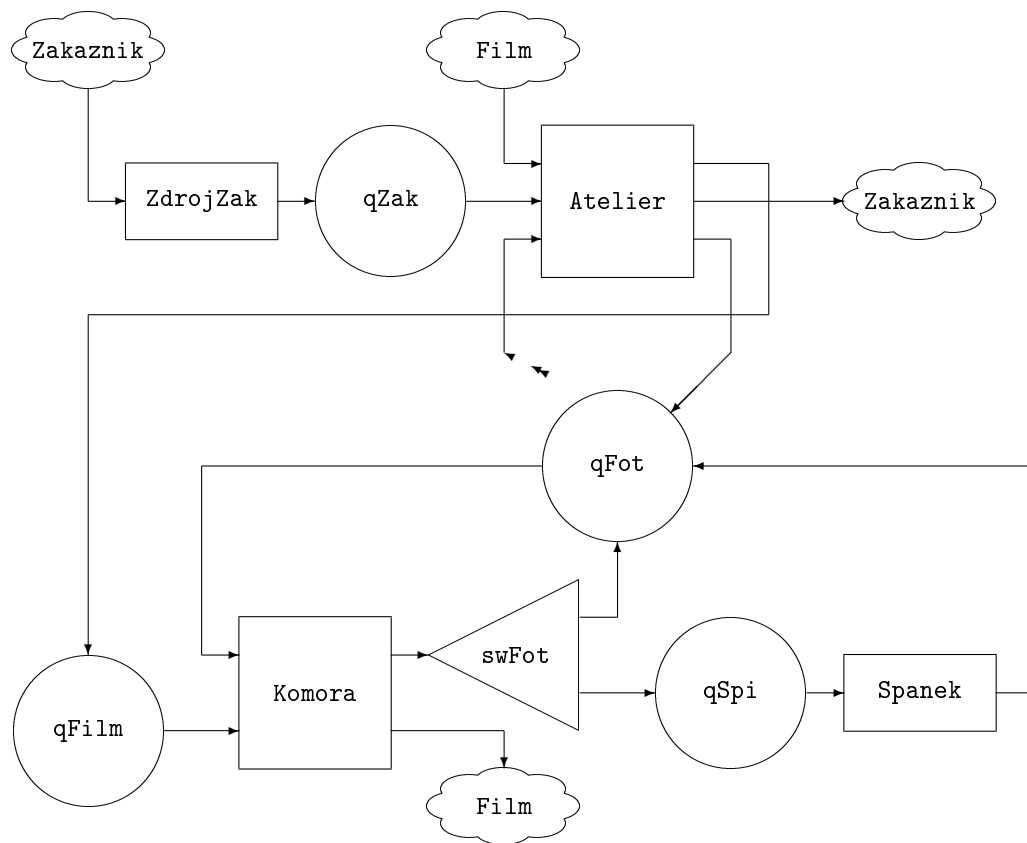 Zakaznik
Film
ZdrojZak
qZak
Atelier
Zakaznik
qFot
swFot
qSpi
Spanek
Komora
qFilm
Film